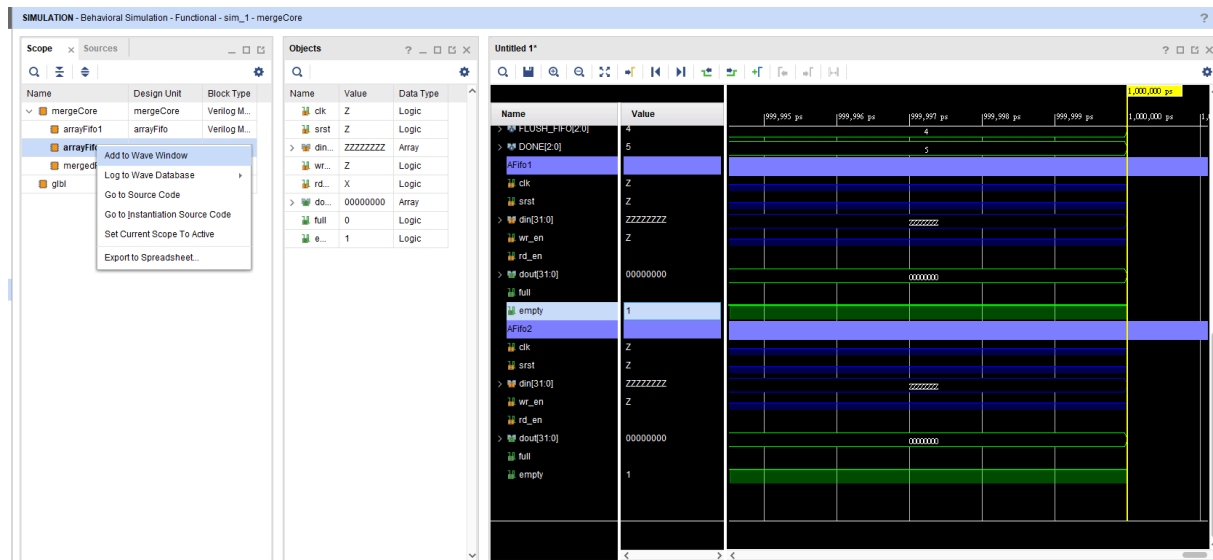 SIMULATION - Behavioral Simulation - Functional - sim_1 - mergeCore ?
Scope x Sources
Name Design Unit Block Type
mergeCore mergeCore Verilog M...
arrayFifo1 arrayFifo Verilog M...
arrayFifo
merged
glbl
Add to Wave Window
Log to Wave Database
Go to Source Code
Go to Instantiation Source Code
Set Current Scope To Active
Export to Spreadsheet...
Objects ?
Name Value Data Type
clk Z Logic
srst Z Logic
din... ZZZZZZZZ Array
wr... Z Logic
rd... X Logic
do... 00000000 Array
full 0 Logic
e... 1 Logic
Untitled 1* ?
1,000,000 ps
Name Value 999,995 ps 999,996 ps 999,997 ps 999,998 ps 999,999 ps 1,000,000 ps
FLUSH_FIFO[2:0] 4 4
DONE[2:0] 5 5
AFifo1
clk Z
srst Z
din[31:0] ZZZZZZZZ ZZZZZZZZ
wr_en Z
rd_en
dout[31:0] 00000000 00000000
full
empty 1
AFifo2
clk Z
srst Z
din[31:0] ZZZZZZZZ ZZZZZZZZ
wr_en Z
rd_en
dout[31:0] 00000000 00000000
full
empty 1